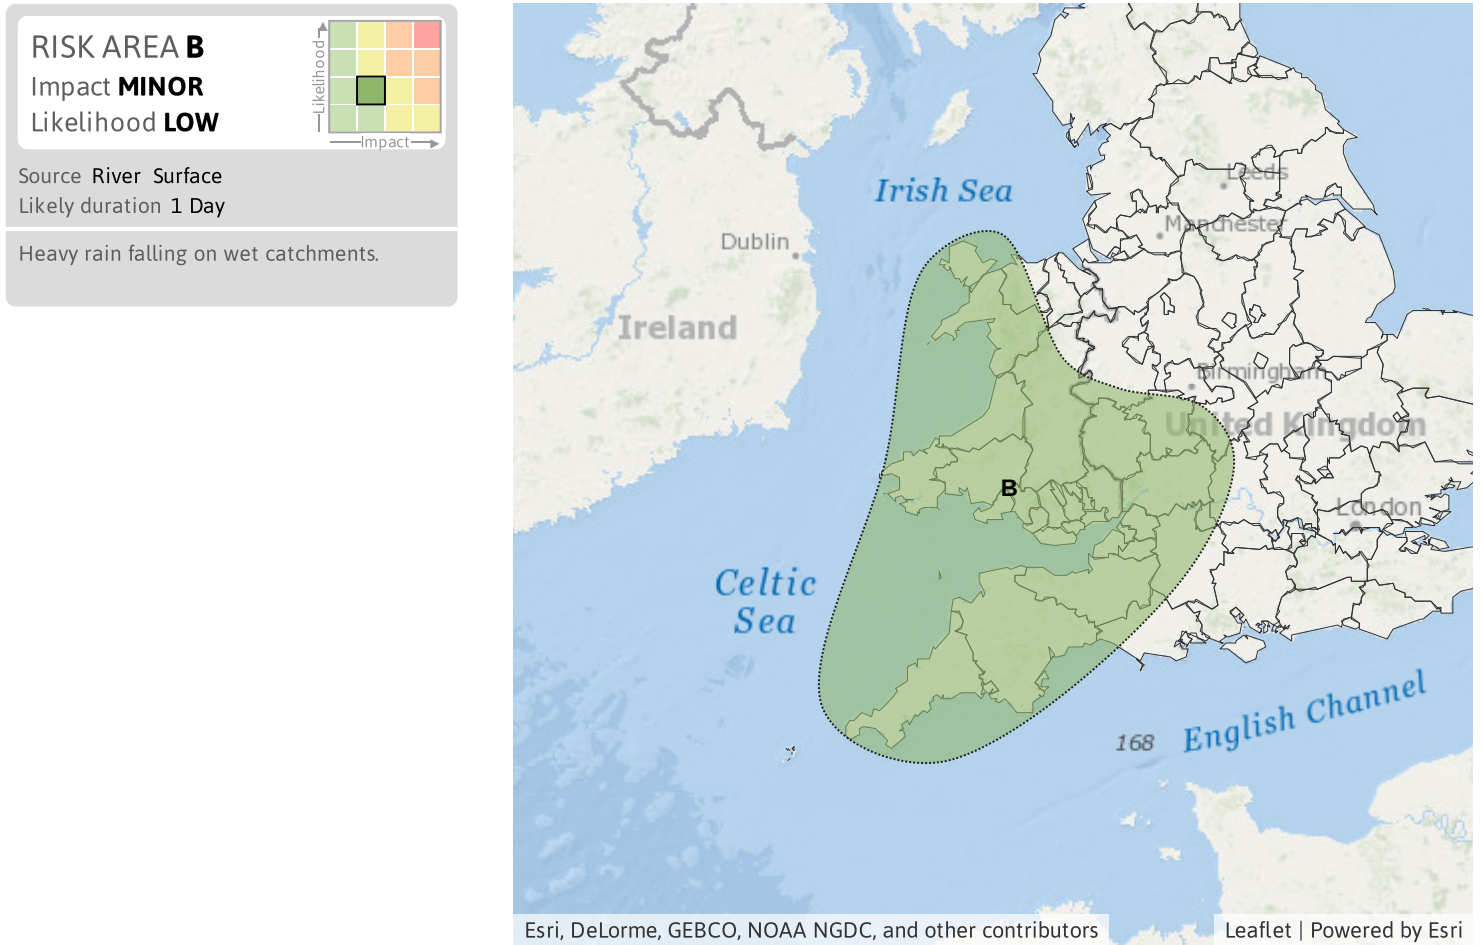 RISK AREA B
Impact MINOR
Likelihood LOW
Likelihood
Impact
Source River Surface
Likely duration 1 Day
Heavy rain falling on wet catchments.
Irish Sea
Leeds
Manchester
Dublin
Ireland
Birmingham
United Kingdom
B
London
Celtic
Sea
English Channel
168
Esri, DeLorme, GEBCO, NOAA NGDC, and other contributors
Leaflet | Powered by Esri